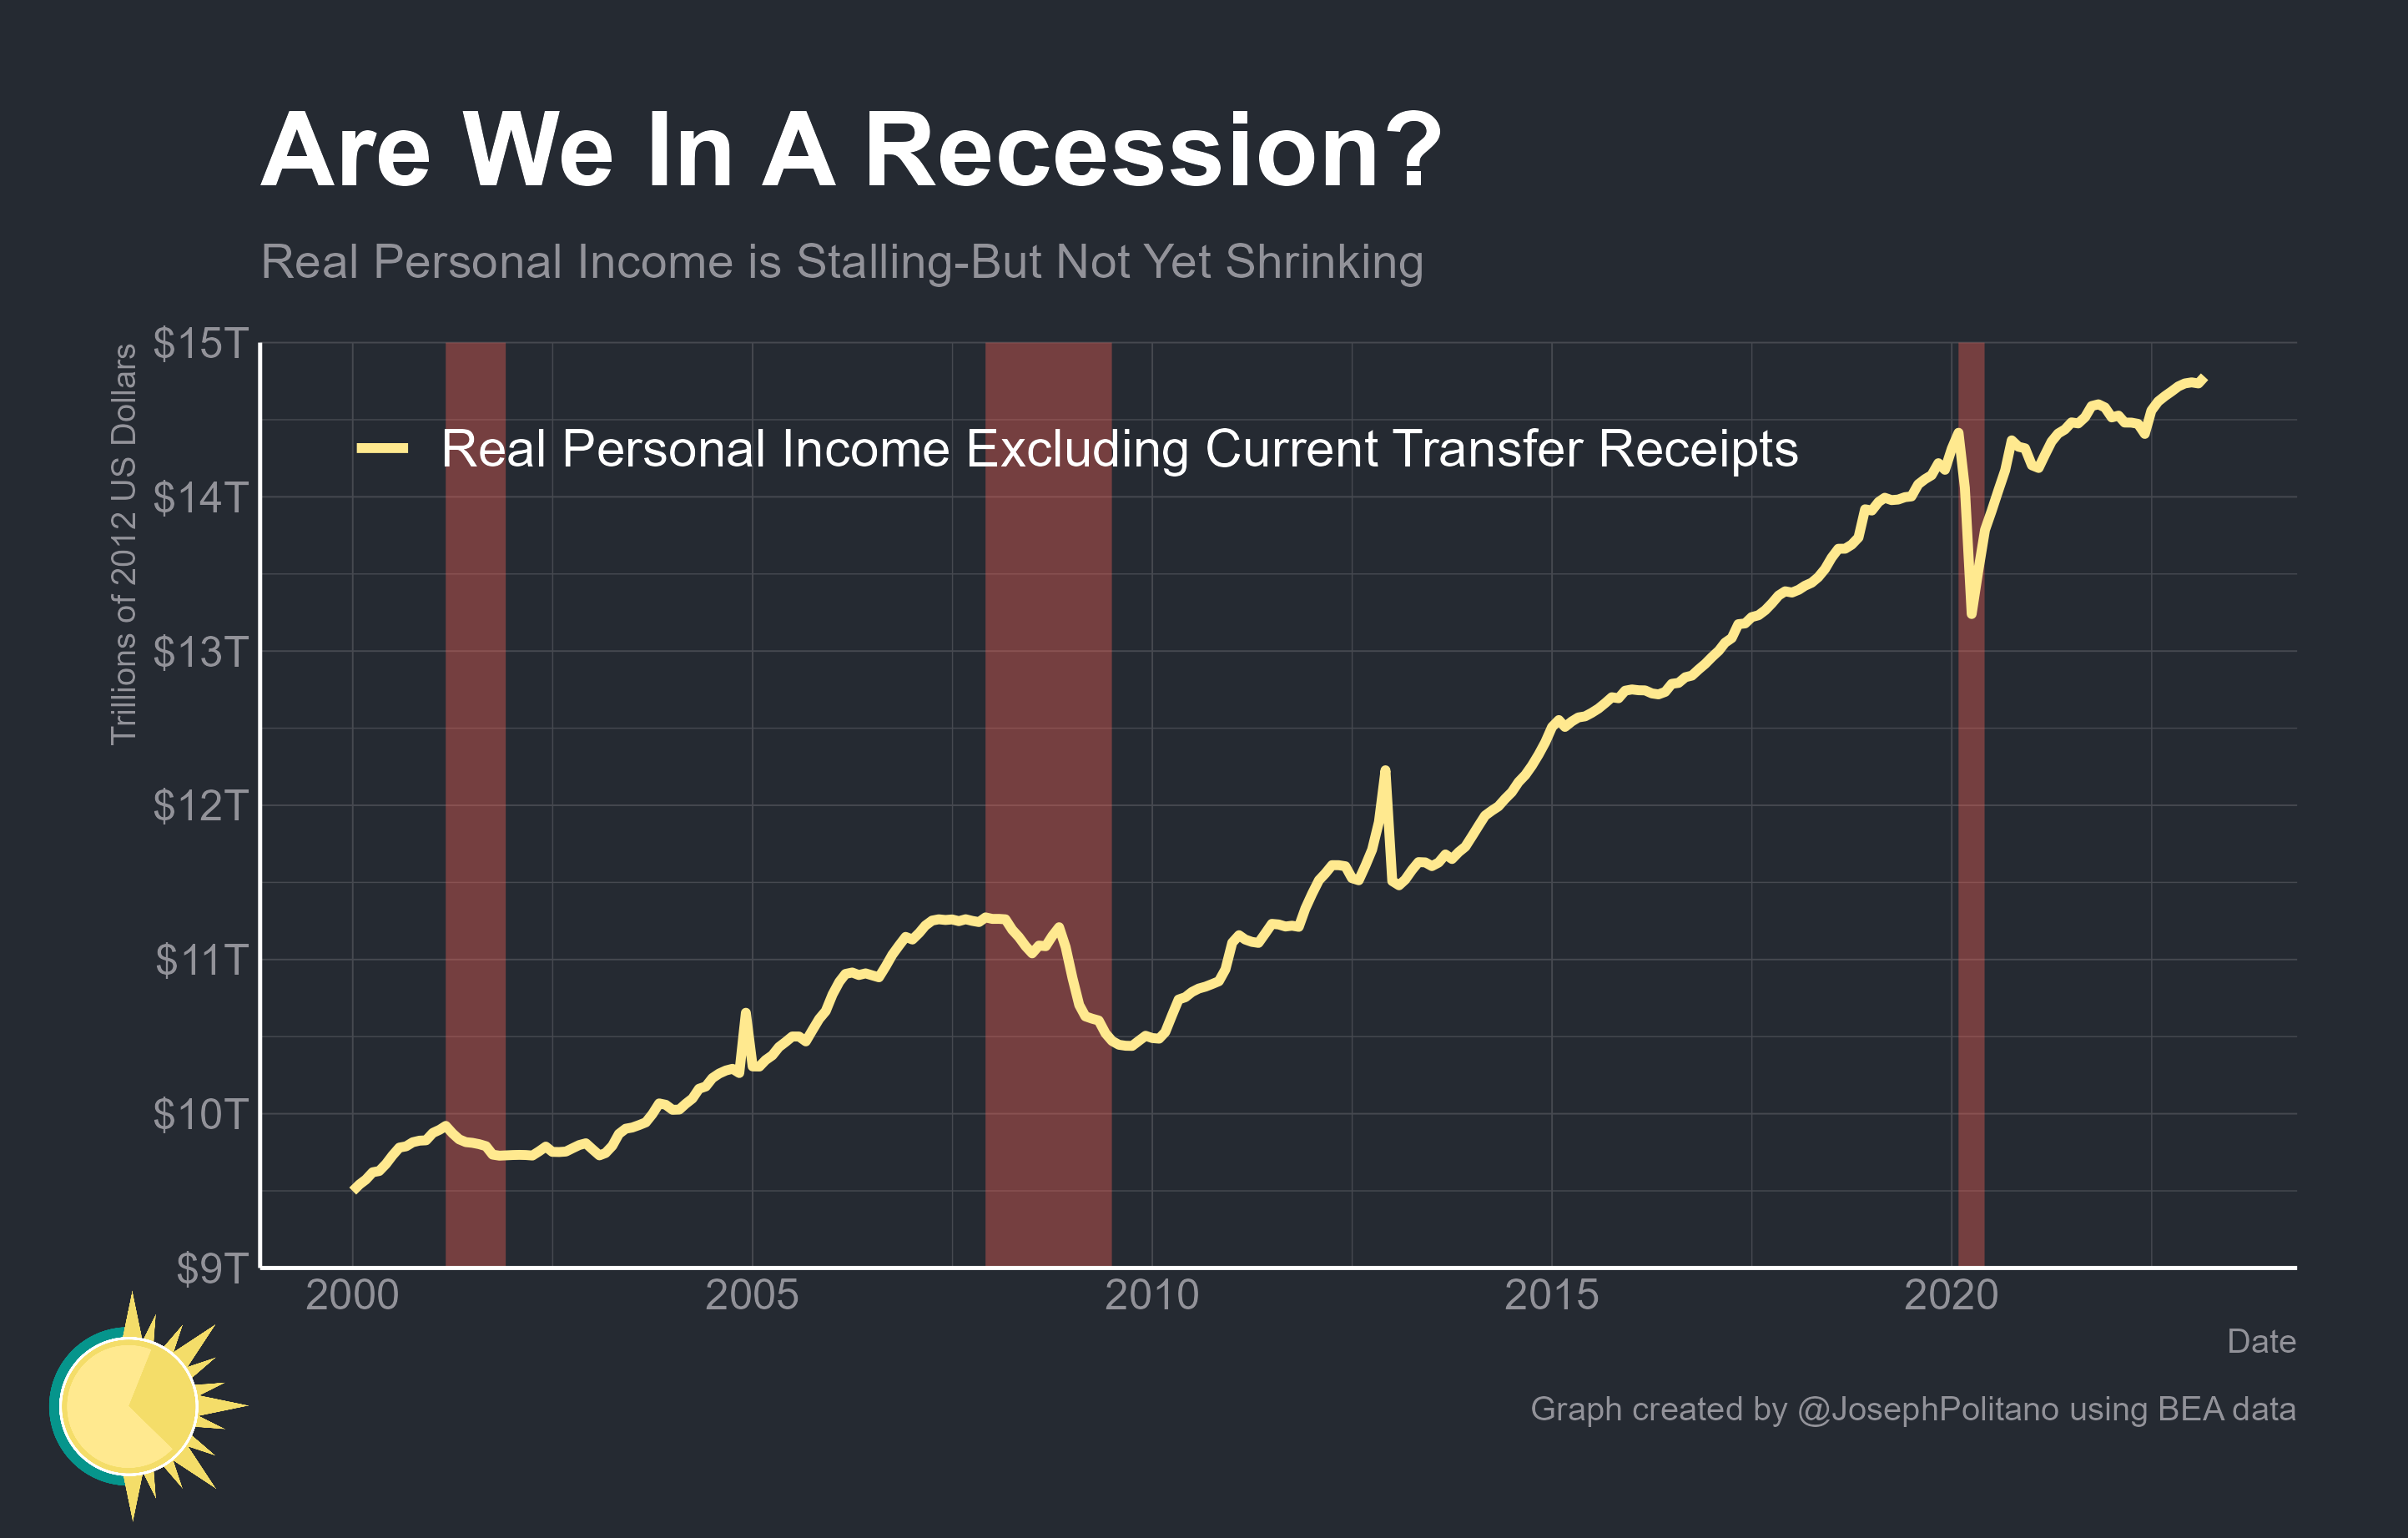 Are We In A Recession?
Real Personal Income is Stalling-But Not Yet Shrinking
Trillions of 2012 US Dollars
$15T
$14T
$13T
$12T
$11T
$10T
$9T
Real Personal Income Excluding Current Transfer Receipts
2000
2005
2010
2015
2020
Date
Graph created by @JosephPolitano using BEA data